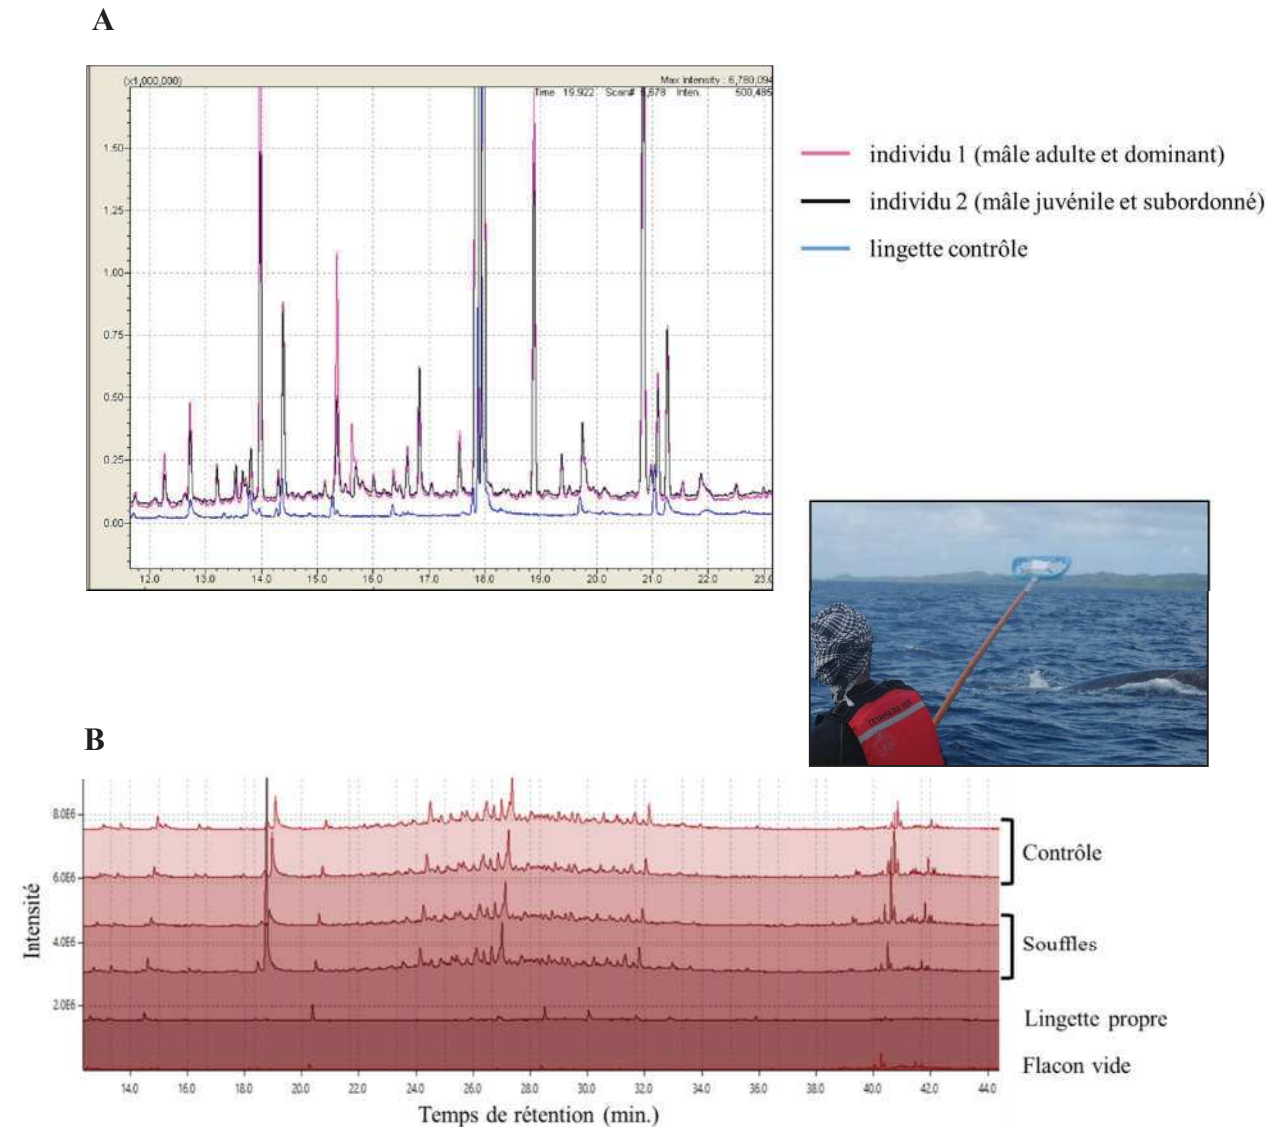 A
(x1,000,000)
Max Intensity : 6,780,094
Time 19.922 Scan# 5,678 Inten. 500,485
1.50
1.25
1.00
0.75
0.50
0.25
0.00
12.0 13.0 14.0 15.0 16.0 17.0 18.0 19.0 20.0 21.0 22.0 23.0
individu 1 (mâle adulte et dominant)
individu 2 (mâle juvénile et subordonné)
lingette contrôle
B
Intensité
8.0E6
6.0E6
4.0E6
2.0E6
Contrôle
Souffles
Lingette propre
Flacon vide
14.0 16.0 18.0 20.0 22.0 24.0 26.0 28.0 30.0 32.0 34.0 36.0 38.0 40.0 42.0 44.0
Temps de rétention (min.)